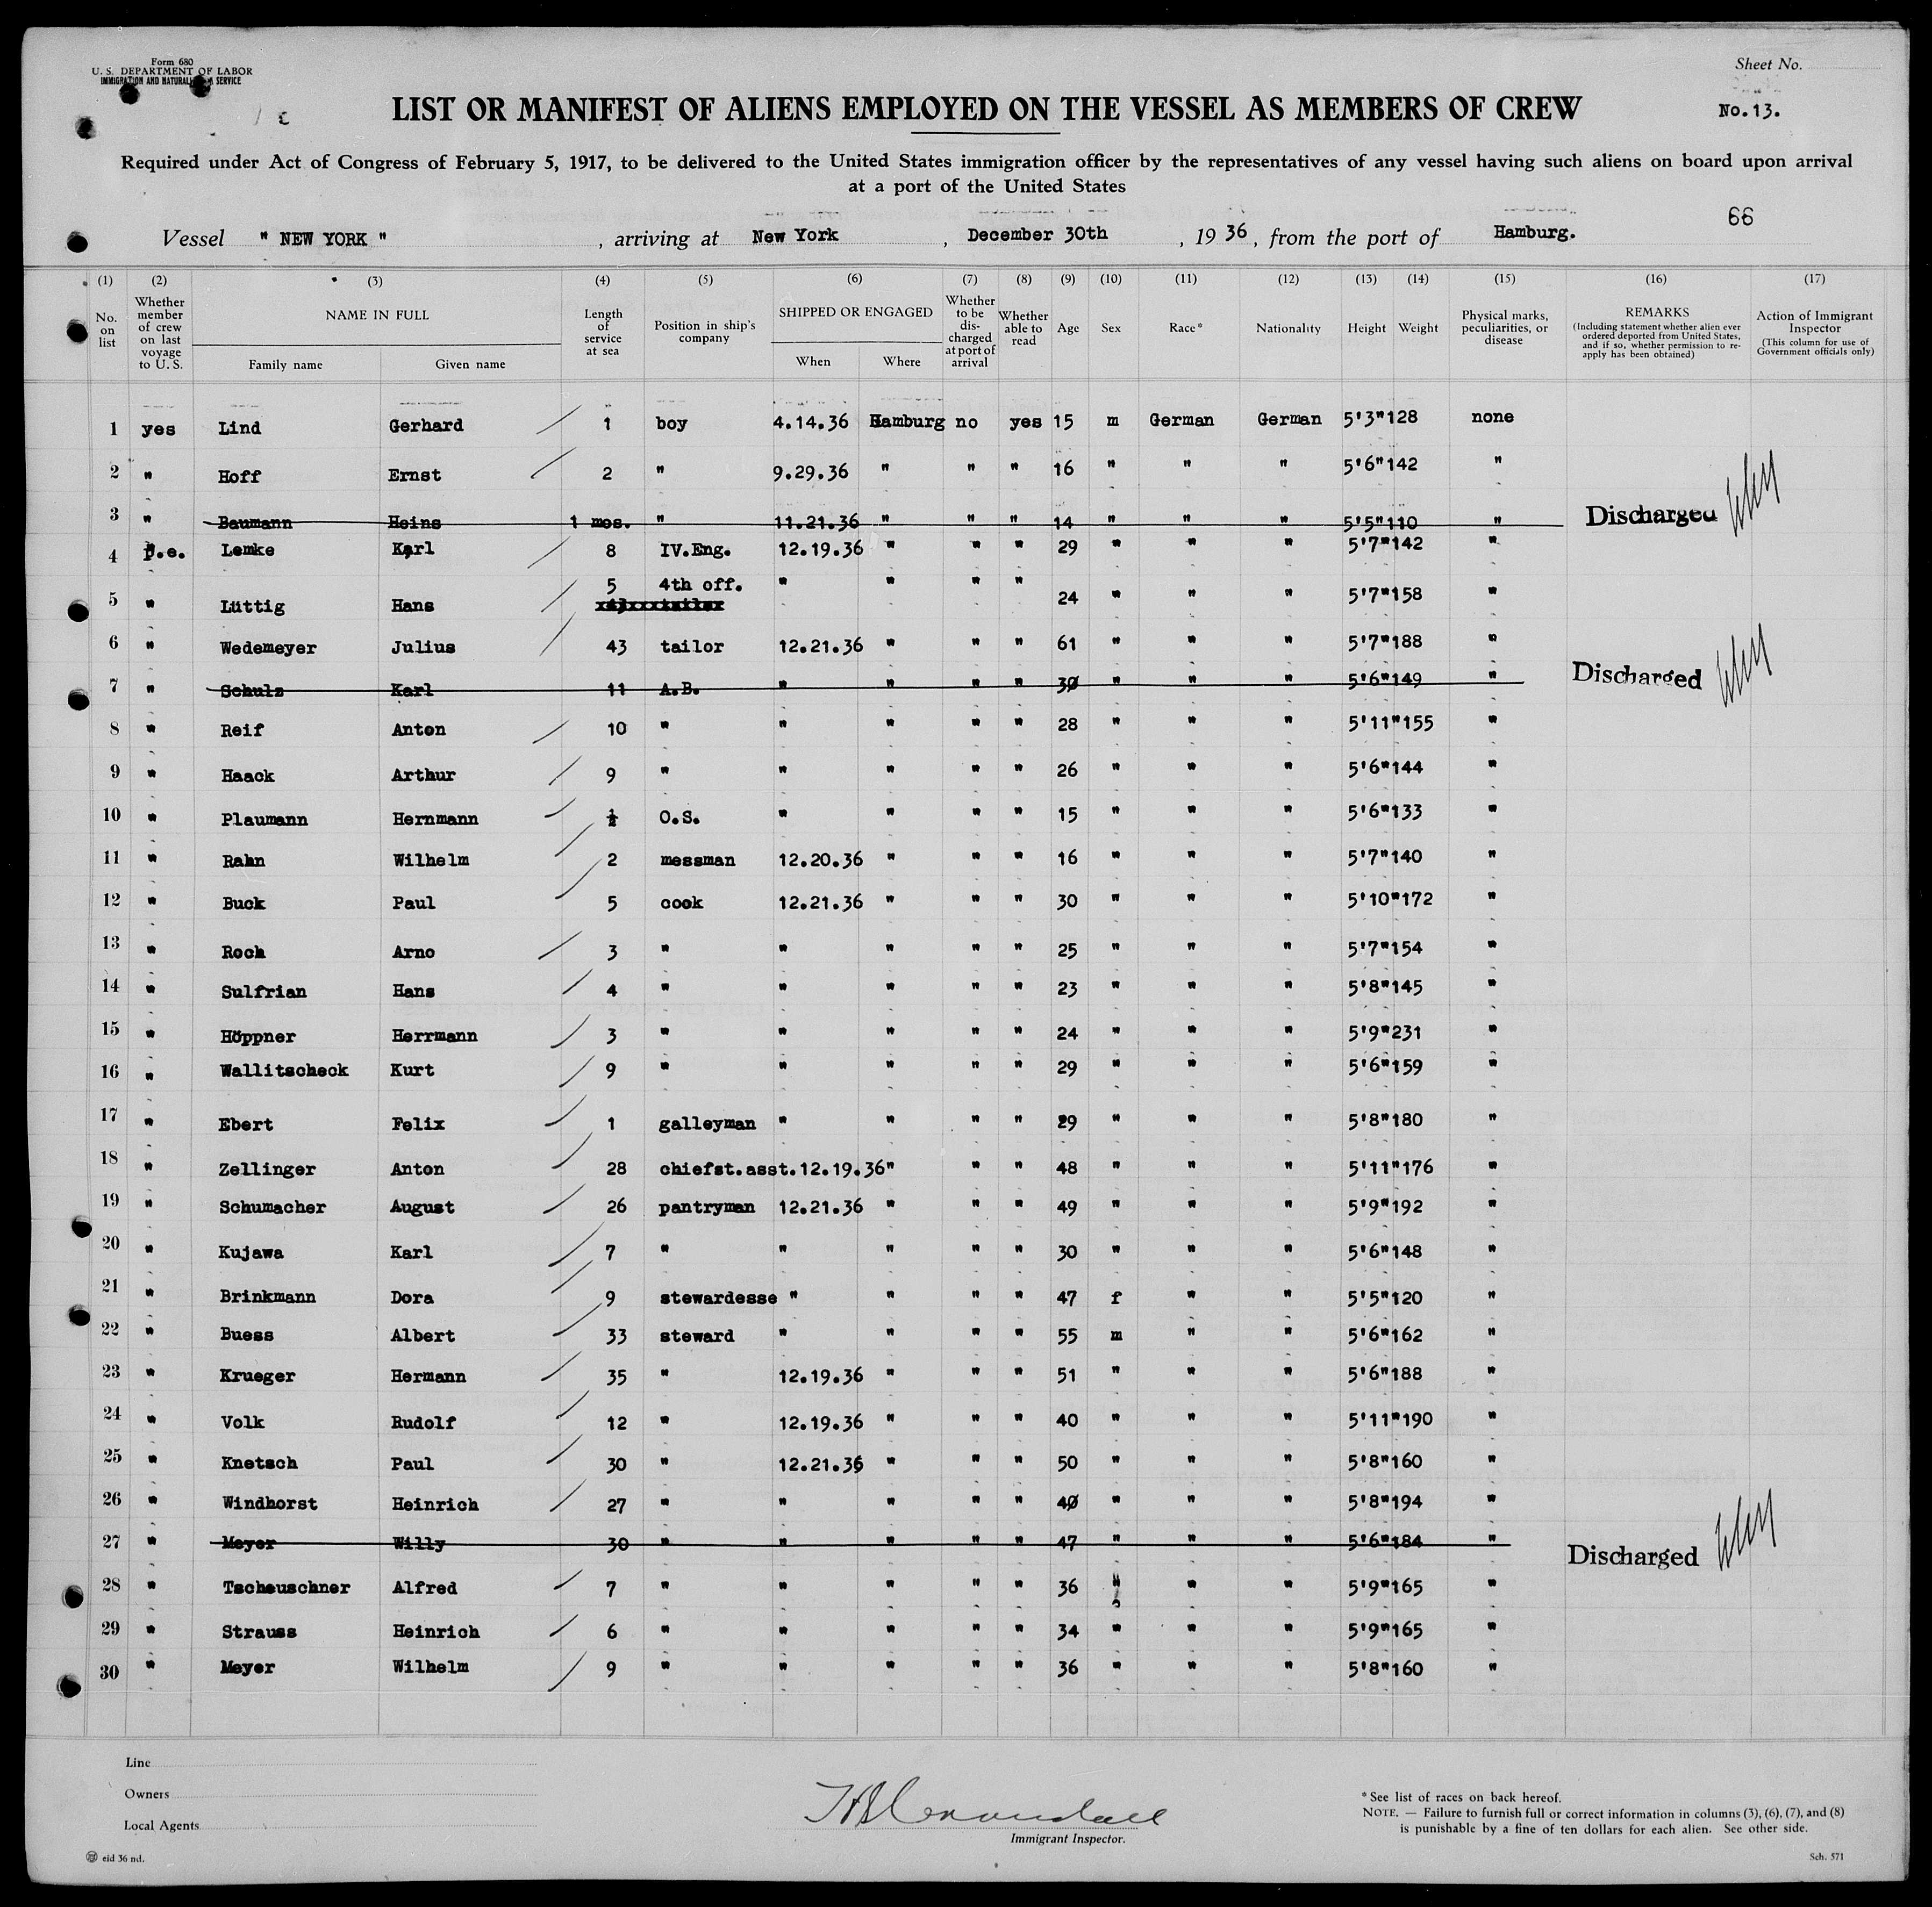 Form 680
U. S. DEPARTMENT OF LABOR
IMMIGRATION AND NATURALIZATION SERVICE
Sheet No.
No.13.
LIST OR MANIFEST OF ALIENS EMPLOYED ON THE VESSEL AS MEMBERS OF CREW
Required under Act of Congress of February 5, 1917, to be delivered to the United States immigration officer by the representatives of any vessel having such aliens on board upon arrival
at a port of the United States
66
Vessel " NEW YORK " , arriving at New York , December 30th , 19 36 , from the port of Hamburg.
(1) (2) (3) (4) (5) (6) (7) (8) (9) (10) (11) (12) (13) (14) (15) (16) (17)
No. on list
Whether member of crew on last voyage to U. S.
NAME IN FULL
Family name
Given name
Length of service at sea
Position in ship's company
SHIPPED OR ENGAGED
When
Where
Whether to be discharged at port of arrival
Whether able to read
Age
Sex
Race*
Nationality
Height
Weight
Physical marks, peculiarities, or disease
REMARKS
(Including statement whether alien ever ordered deported from United States, and if so, whether permission to reapply has been obtained)
Action of Immigrant Inspector
(This column for use of Government officials only)
1 yes Lind Gerhard 1 boy 4.14.36 Hamburg no yes 15 m German German 5'3" 128 none
2 " Hoff Ernst 2 " 9.29.36 " " " 16 " " " 5'6" 142 "
3 " Baumann Heins 1 mos. " 11.21.36 " " " 14 " " " 5'5" 110 " Discharged
4 p.e. Lemke Karl 8 IV.Eng. 12.19.36 " " " 29 " " " 5'7" 142 "
5 " Lüttig Hans 5 4th off. " " " " 24 " " " 5'7" 158 "
6 " Wedemeyer Julius 43 tailor 12.21.36 " " " 61 " " " 5'7" 188 "
7 " Schulz Karl 11 A.B. " " " " 30 " " " 5'6" 149 " Discharged
8 " Reif Anton 10 " " " " " 28 " " " 5'11" 155 "
9 " Haack Arthur 9 " " " " " 26 " " " 5'6" 144 "
10 " Plaumann Hernmann ½ O.S. " " " " 15 " " " 5'6" 133 "
11 " Rahn Wilhelm 2 messman 12.20.36 " " " 16 " " " 5'7" 140 "
12 " Buck Paul 5 cook 12.21.36 " " " 30 " " " 5'10" 172 "
13 " Roch Arno 3 " " " " " 25 " " " 5'7" 154 "
14 " Sulfrian Hans 4 " " " " " 23 " " " 5'8" 145 "
15 " Höppner Herrmann 3 " " " " " 24 " " " 5'9" 231 "
16 " Wallitscheck Kurt 9 " " " " " 29 " " " 5'6" 159 "
17 " Ebert Felix 1 galleyman " " " " 29 " " " 5'8" 180 "
18 " Zellinger Anton 28 chiefst.asst. 12.19.36 " " " 48 " " " 5'11" 176 "
19 " Schumacher August 26 pantryman 12.21.36 " " " 49 " " " 5'9" 192 "
20 " Kujawa Karl 7 " " " " " 30 " " " 5'6" 148 "
21 " Brinkmann Dora 9 stewardesse " " " " 47 f " " 5'5" 120 "
22 " Buess Albert 33 steward " " " " 55 m " " 5'6" 162 "
23 " Krueger Hermann 35 " 12.19.36 " " " 51 " " " 5'6" 188 "
24 " Volk Rudolf 12 " 12.19.36 " " " 40 " " " 5'11" 190 "
25 " Knetsch Paul 30 " 12.21.36 " " " 50 " " " 5'8" 160 "
26 " Windhorst Heinrich 27 " " " " " 40 " " " 5'8" 194 "
27 " Meyer Willy 30 " " " " " 47 " " " 5'6" 184 " Discharged
28 " Tscheuschner Alfred 7 " " " " " 36 " " " 5'9" 165 "
29 " Strauss Heinrich 6 " " " " " 34 " " " 5'9" 165 "
30 " Meyer Wilhelm 9 " " " " " 36 " " " 5'8" 160 "
Line
Owners
Local Agents
Immigrant Inspector.
* See list of races on back hereof.
NOTE. — Failure to furnish full or correct information in columns (3), (6), (7), and (8)
is punishable by a fine of ten dollars for each alien. See other side.
eid 36 nd.
Sch. 571